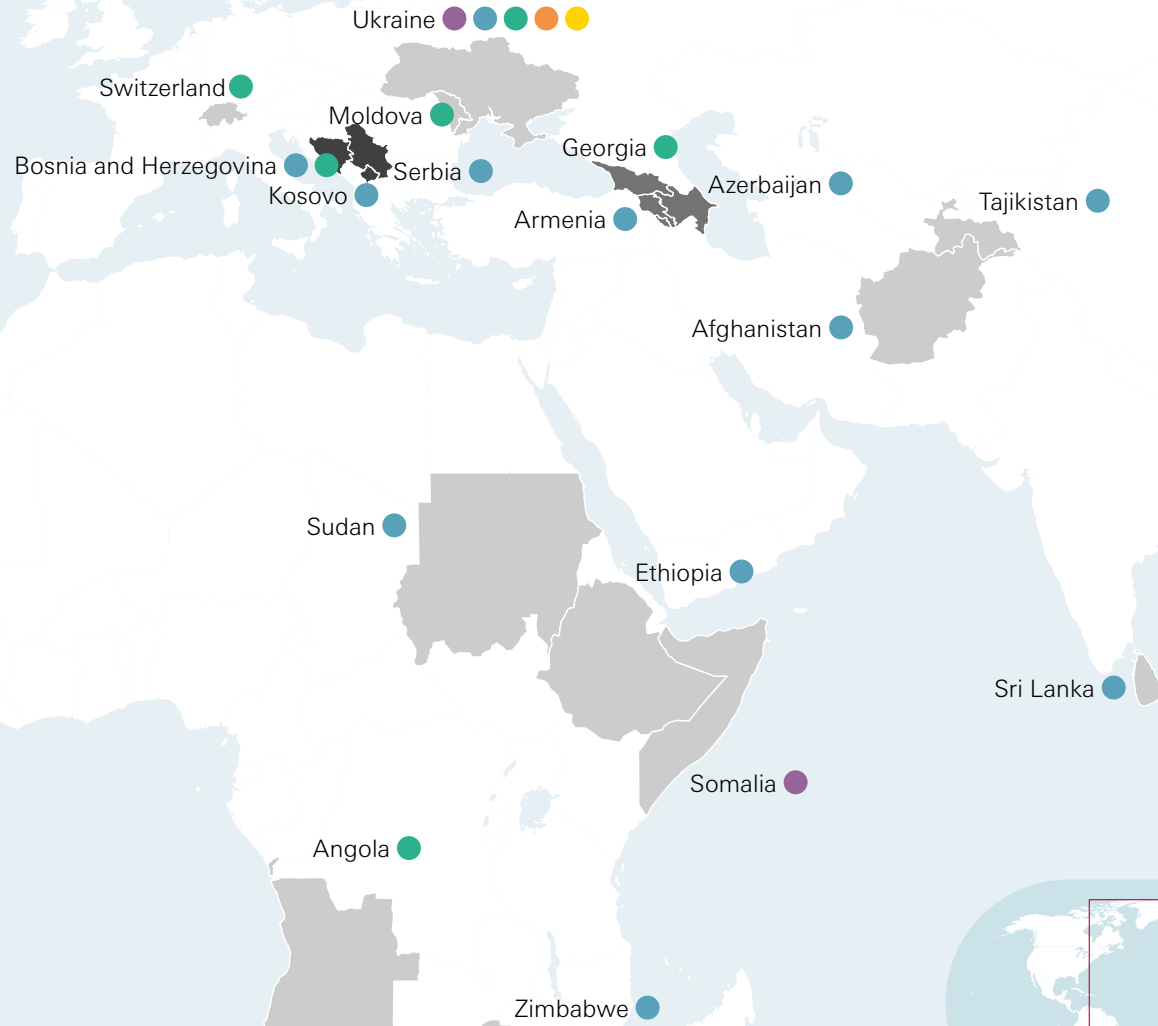 Ukraine
Switzerland
Moldova
Georgia
Bosnia and Herzegovina
Serbia
Azerbaijan
Kosovo
Tajikistan
Armenia
Afghanistan
Sudan
Ethiopia
Sri Lanka
Somalia
Angola
Zimbabwe